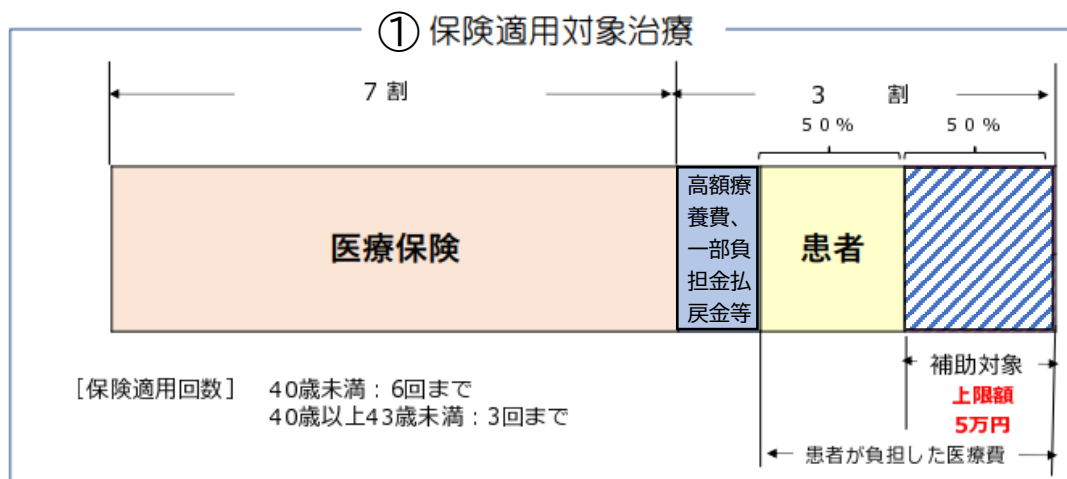 ① 保険適用対象治療
7 割
3 割
50%
50%
医療保険
高額療
養費、
一部負
担金払
戻金等
患者
補助対象
上限額
5万円
患者が負担した医療費
[保険適用回数] 40歳未満:6回まで
40歳以上43歳未満:3回まで